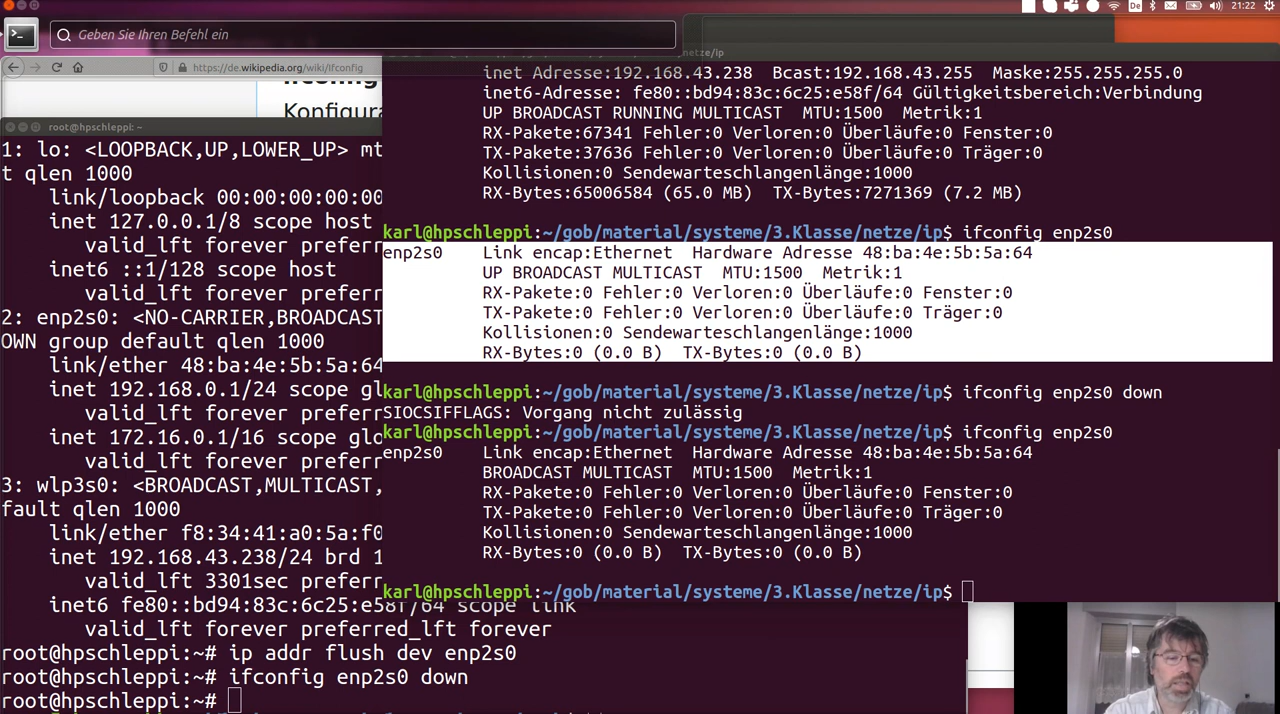 De
21:22
Geben Sie Ihren Befehl ein
netze/ip
https://de.wikipedia.org/wiki/Ifconfig
Konfigura
root@hpschleppi: ~
1: lo: <LOOPBACK,UP,LOWER_UP> mt
t qlen 1000
link/loopback 00:00:00:00:00
inet 127.0.0.1/8 scope host
valid_lft forever preferr
inet6 ::1/128 scope host
valid_lft forever preferr
2: enp2s0: <NO-CARRIER,BROADCAST
OWN group default qlen 1000
link/ether 48:ba:4e:5b:5a:64
inet 192.168.0.1/24 scope gl
valid_lft forever preferr
inet 172.16.0.1/16 scope glo
valid_lft forever preferr
3: wlp3s0: <BROADCAST,MULTICAST,
fault qlen 1000
link/ether f8:34:41:a0:5a:f0
inet 192.168.43.238/24 brd 1
valid_lft 3301sec preferred
inet6 fe80::bd94:83c:6c25:e58f/64 scope link
valid_lft forever preferred_lft forever
root@hpschleppi:~# ip addr flush dev enp2s0
root@hpschleppi:~# ifconfig enp2s0 down
root@hpschleppi:~#
inet Adresse:192.168.43.238  Bcast:192.168.43.255  Maske:255.255.255.0
inet6-Adresse: fe80::bd94:83c:6c25:e58f/64 Gültigkeitsbereich:Verbindung
UP BROADCAST RUNNING MULTICAST  MTU:1500  Metrik:1
RX-Pakete:67341 Fehler:0 Verloren:0 Überläufe:0 Fenster:0
TX-Pakete:37636 Fehler:0 Verloren:0 Überläufe:0 Träger:0
Kollisionen:0 Sendewarteschlangenlänge:1000
RX-Bytes:65006584 (65.0 MB)  TX-Bytes:7271369 (7.2 MB)
karl@hpschleppi:~/gob/material/systeme/3.Klasse/netze/ip$ ifconfig enp2s0
enp2s0    Link encap:Ethernet  Hardware Adresse 48:ba:4e:5b:5a:64
UP BROADCAST MULTICAST  MTU:1500  Metrik:1
RX-Pakete:0 Fehler:0 Verloren:0 Überläufe:0 Fenster:0
TX-Pakete:0 Fehler:0 Verloren:0 Überläufe:0 Träger:0
Kollisionen:0 Sendewarteschlangenlänge:1000
RX-Bytes:0 (0.0 B)  TX-Bytes:0 (0.0 B)
karl@hpschleppi:~/gob/material/systeme/3.Klasse/netze/ip$ ifconfig enp2s0 down
SIOCSIFFLAGS: Vorgang nicht zulässig
karl@hpschleppi:~/gob/material/systeme/3.Klasse/netze/ip$ ifconfig enp2s0
enp2s0    Link encap:Ethernet  Hardware Adresse 48:ba:4e:5b:5a:64
BROADCAST MULTICAST  MTU:1500  Metrik:1
RX-Pakete:0 Fehler:0 Verloren:0 Überläufe:0 Fenster:0
TX-Pakete:0 Fehler:0 Verloren:0 Überläufe:0 Träger:0
Kollisionen:0 Sendewarteschlangenlänge:1000
RX-Bytes:0 (0.0 B)  TX-Bytes:0 (0.0 B)
karl@hpschleppi:~/gob/material/systeme/3.Klasse/netze/ip$